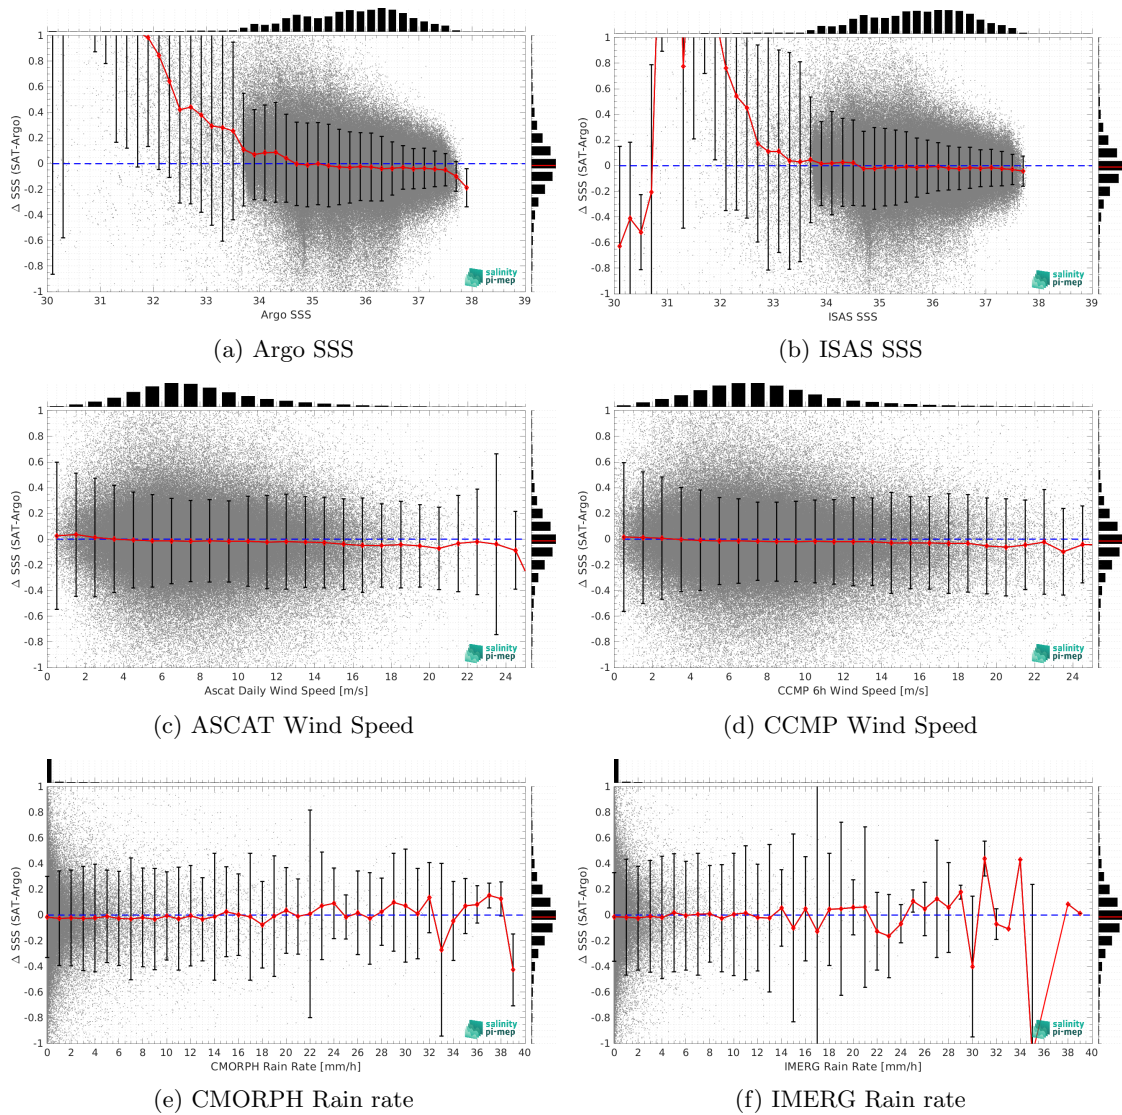 1
0.8
0.6
0.4
0.2
0
-0.2
-0.4
-0.6
-0.8
-1
Δ SSS (SAT-Argo)
30 31 32 33 34 35 36 37 38 39
Argo SSS
salinity
pi-mep
(a) Argo SSS
1
0.8
0.6
0.4
0.2
0
-0.2
-0.4
-0.6
-0.8
-1
Δ SSS (SAT-Argo)
30 31 32 33 34 35 36 37 38 39
ISAS SSS
salinity
pi-mep
(b) ISAS SSS
1
0.8
0.6
0.4
0.2
0
-0.2
-0.4
-0.6
-0.8
-1
Δ SSS (SAT-Argo)
0 2 4 6 8 10 12 14 16 18 20 22 24
Ascat Daily Wind Speed [m/s]
salinity
pi-mep
(c) ASCAT Wind Speed
1
0.8
0.6
0.4
0.2
0
-0.2
-0.4
-0.6
-0.8
-1
Δ SSS (SAT-Argo)
0 2 4 6 8 10 12 14 16 18 20 22 24
CCMP 6h Wind Speed [m/s]
salinity
pi-mep
(d) CCMP Wind Speed
1
0.8
0.6
0.4
0.2
0
-0.2
-0.4
-0.6
-0.8
-1
Δ SSS (SAT-Argo)
0 2 4 6 8 10 12 14 16 18 20 22 24 26 28 30 32 34 36 38 40
CMORPH Rain Rate [mm/h]
salinity
pi-mep
(e) CMORPH Rain rate
1
0.8
0.6
0.4
0.2
0
-0.2
-0.4
-0.6
-0.8
-1
Δ SSS (SAT-Argo)
0 2 4 6 8 10 12 14 16 18 20 22 24 26 28 30 32 34 36 38 40
IMERG Rain Rate [mm/h]
salinity
pi-mep
(f) IMERG Rain rate